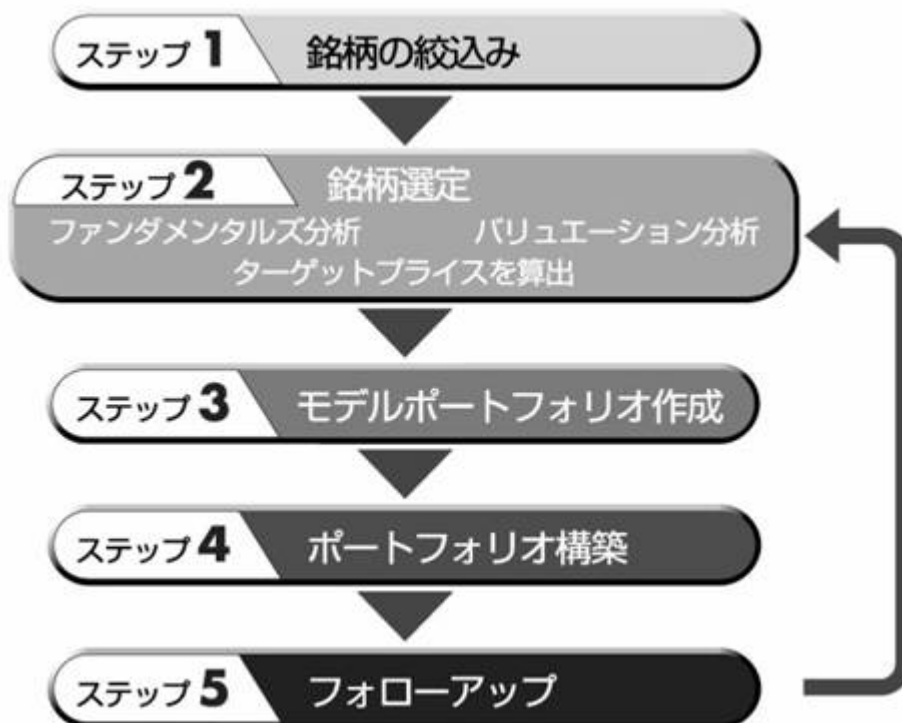 ステップ 1 銘柄の絞込み
ステップ 2 銘柄選定
ファンダメンタルズ分析 バリュエーション分析
ターゲットプライスを算出
ステップ 3 モデルポートフォリオ作成
ステップ 4 ポートフォリオ構築
ステップ 5 フォローアップ